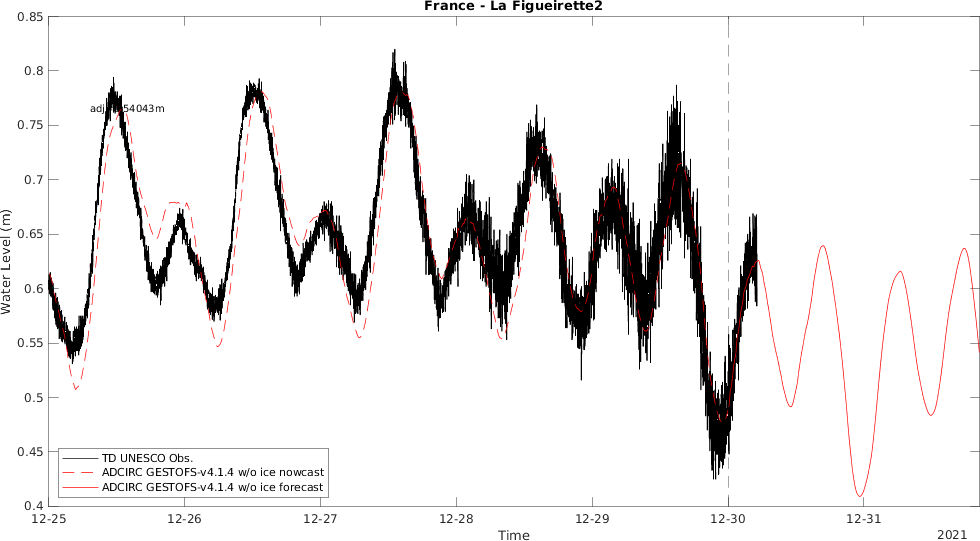 France - La Figueirette2
0.85
0.8
0.75
0.7
0.65
0.6
0.55
0.5
0.45
0.4
Water Level (m)
54043m
TD UNESCO Obs.
ADCIRC GESTOFS-v4.1.4 w/o ice nowcast
ADCIRC GESTOFS-v4.1.4 w/o ice forecast
12-25 12-26 12-27 12-28 12-29 12-30 12-31
Time
2021